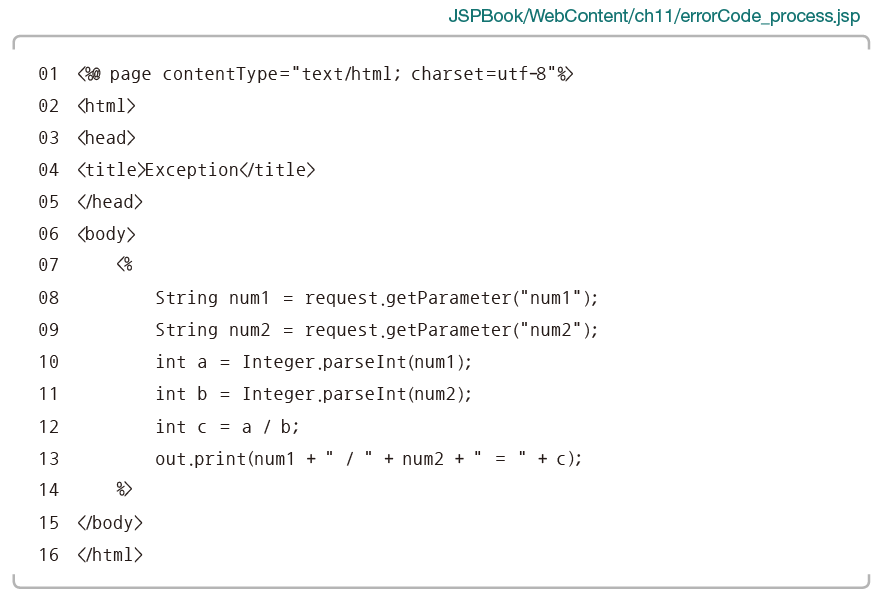 JSPBook/WebContent/ch11/errorCode_process.jsp
01 <%@ page contentType="text/html; charset=utf-8"%>
02 <html>
03 <head>
04 <title>Exception</title>
05 </head>
06 <body>
07     <%
08         String num1 = request.getParameter("num1");
09         String num2 = request.getParameter("num2");
10         int a = Integer.parseInt(num1);
11         int b = Integer.parseInt(num2);
12         int c = a / b;
13         out.print(num1 + " / " + num2 + " = " + c);
14     %>
15 </body>
16 </html>